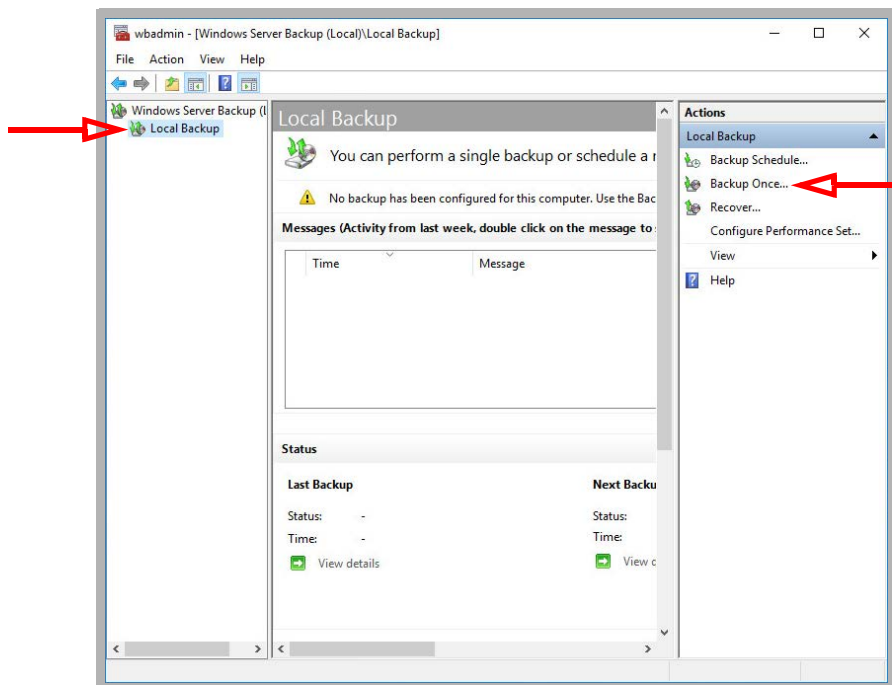 wbadmin - [Windows Server Backup (Local)\Local Backup]
File Action View Help
Windows Server Backup (l
Local Backup
Local Backup
You can perform a single backup or schedule a r
No backup has been configured for this computer. Use the Bac
Messages (Activity from last week, double click on the message to
Time Message
Status
Last Backup Next Backu
Status: - Status:
Time: - Time:
View details View
Actions
Local Backup
Backup Schedule...
Backup Once...
Recover...
Configure Performance Set...
View
Help